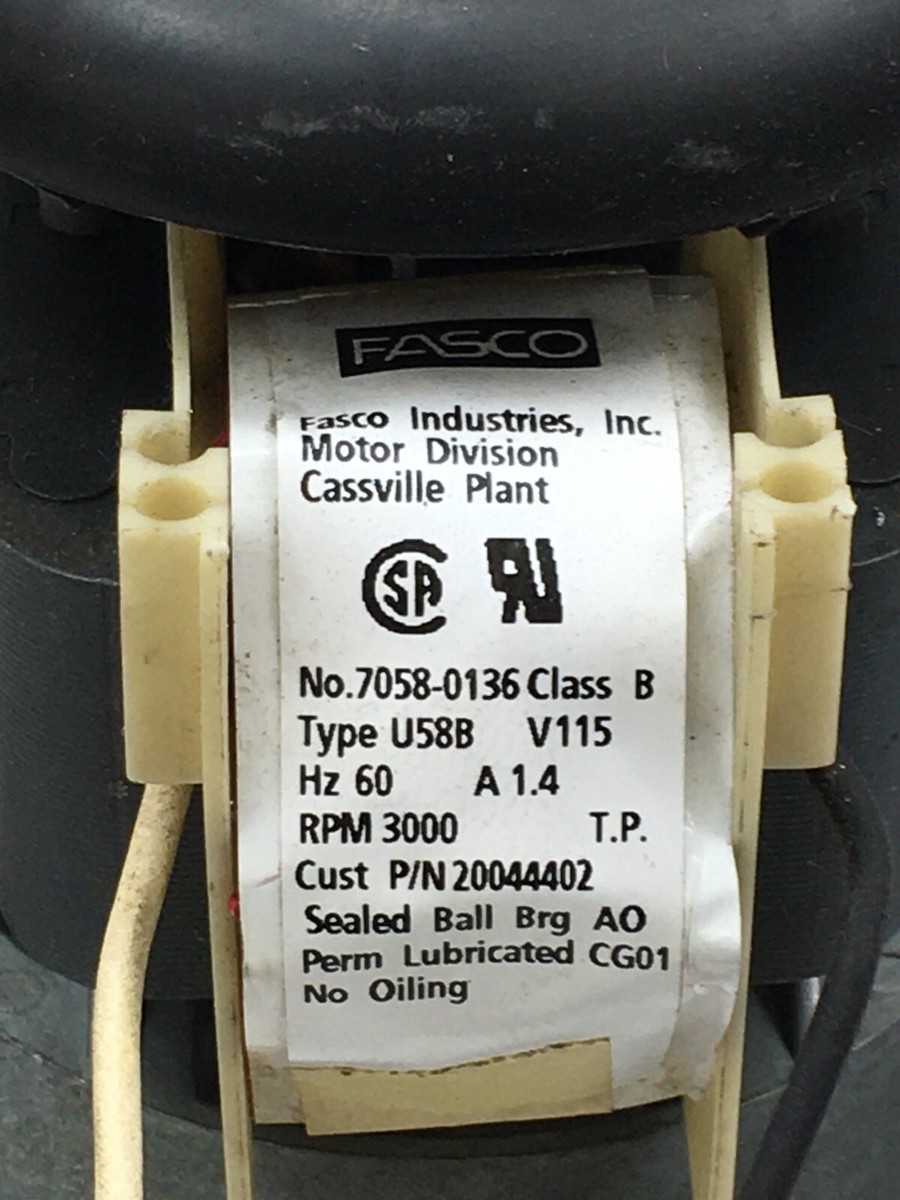 FASCO
Fasco Industries, Inc.
Motor Division
Cassville Plant
SA
No.7058-0136 Class B
Type U58B V115
Hz 60 A 1.4
RPM 3000 T.P.
Cust P/N 20044402
Sealed Ball Brg AO
Perm Lubricated CG01
No Oiling